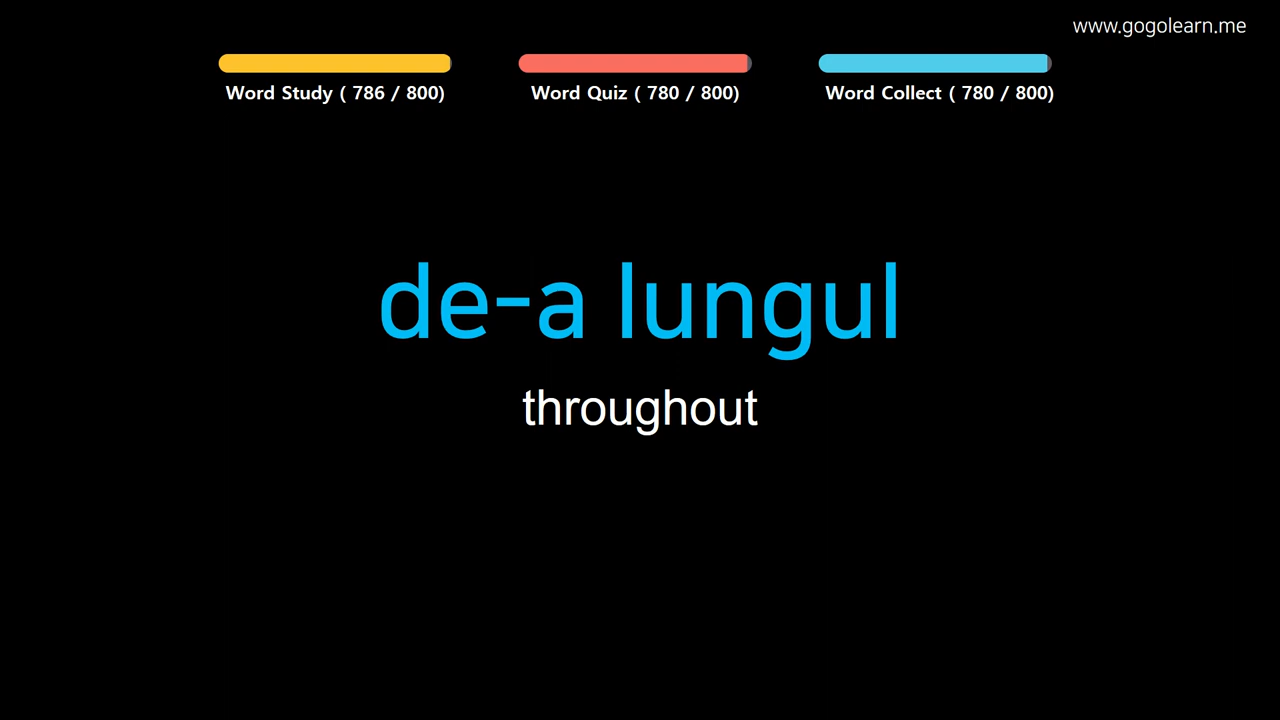 www.gogolearn.me
Word Study ( 786 / 800)
Word Quiz ( 780 / 800)
Word Collect ( 780 / 800)
de-a lungul
throughout